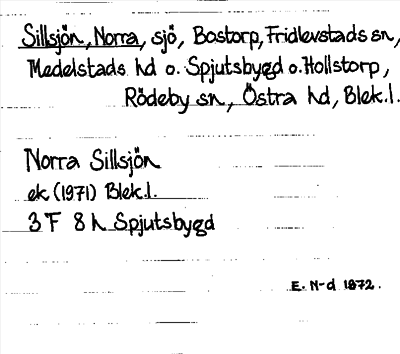 Sillsjön, Norra, sjö, Bostorp, Fridlevstads sn,
Medelstads hd o. Spjutsbygd o. Hollstorp,
Rödeby sn, Östra hd, Blek.l.
Norra Sillsjön
ek (1971) Blek.l.
3 F 8 h Spjutsbygd
E. N-d 1972.